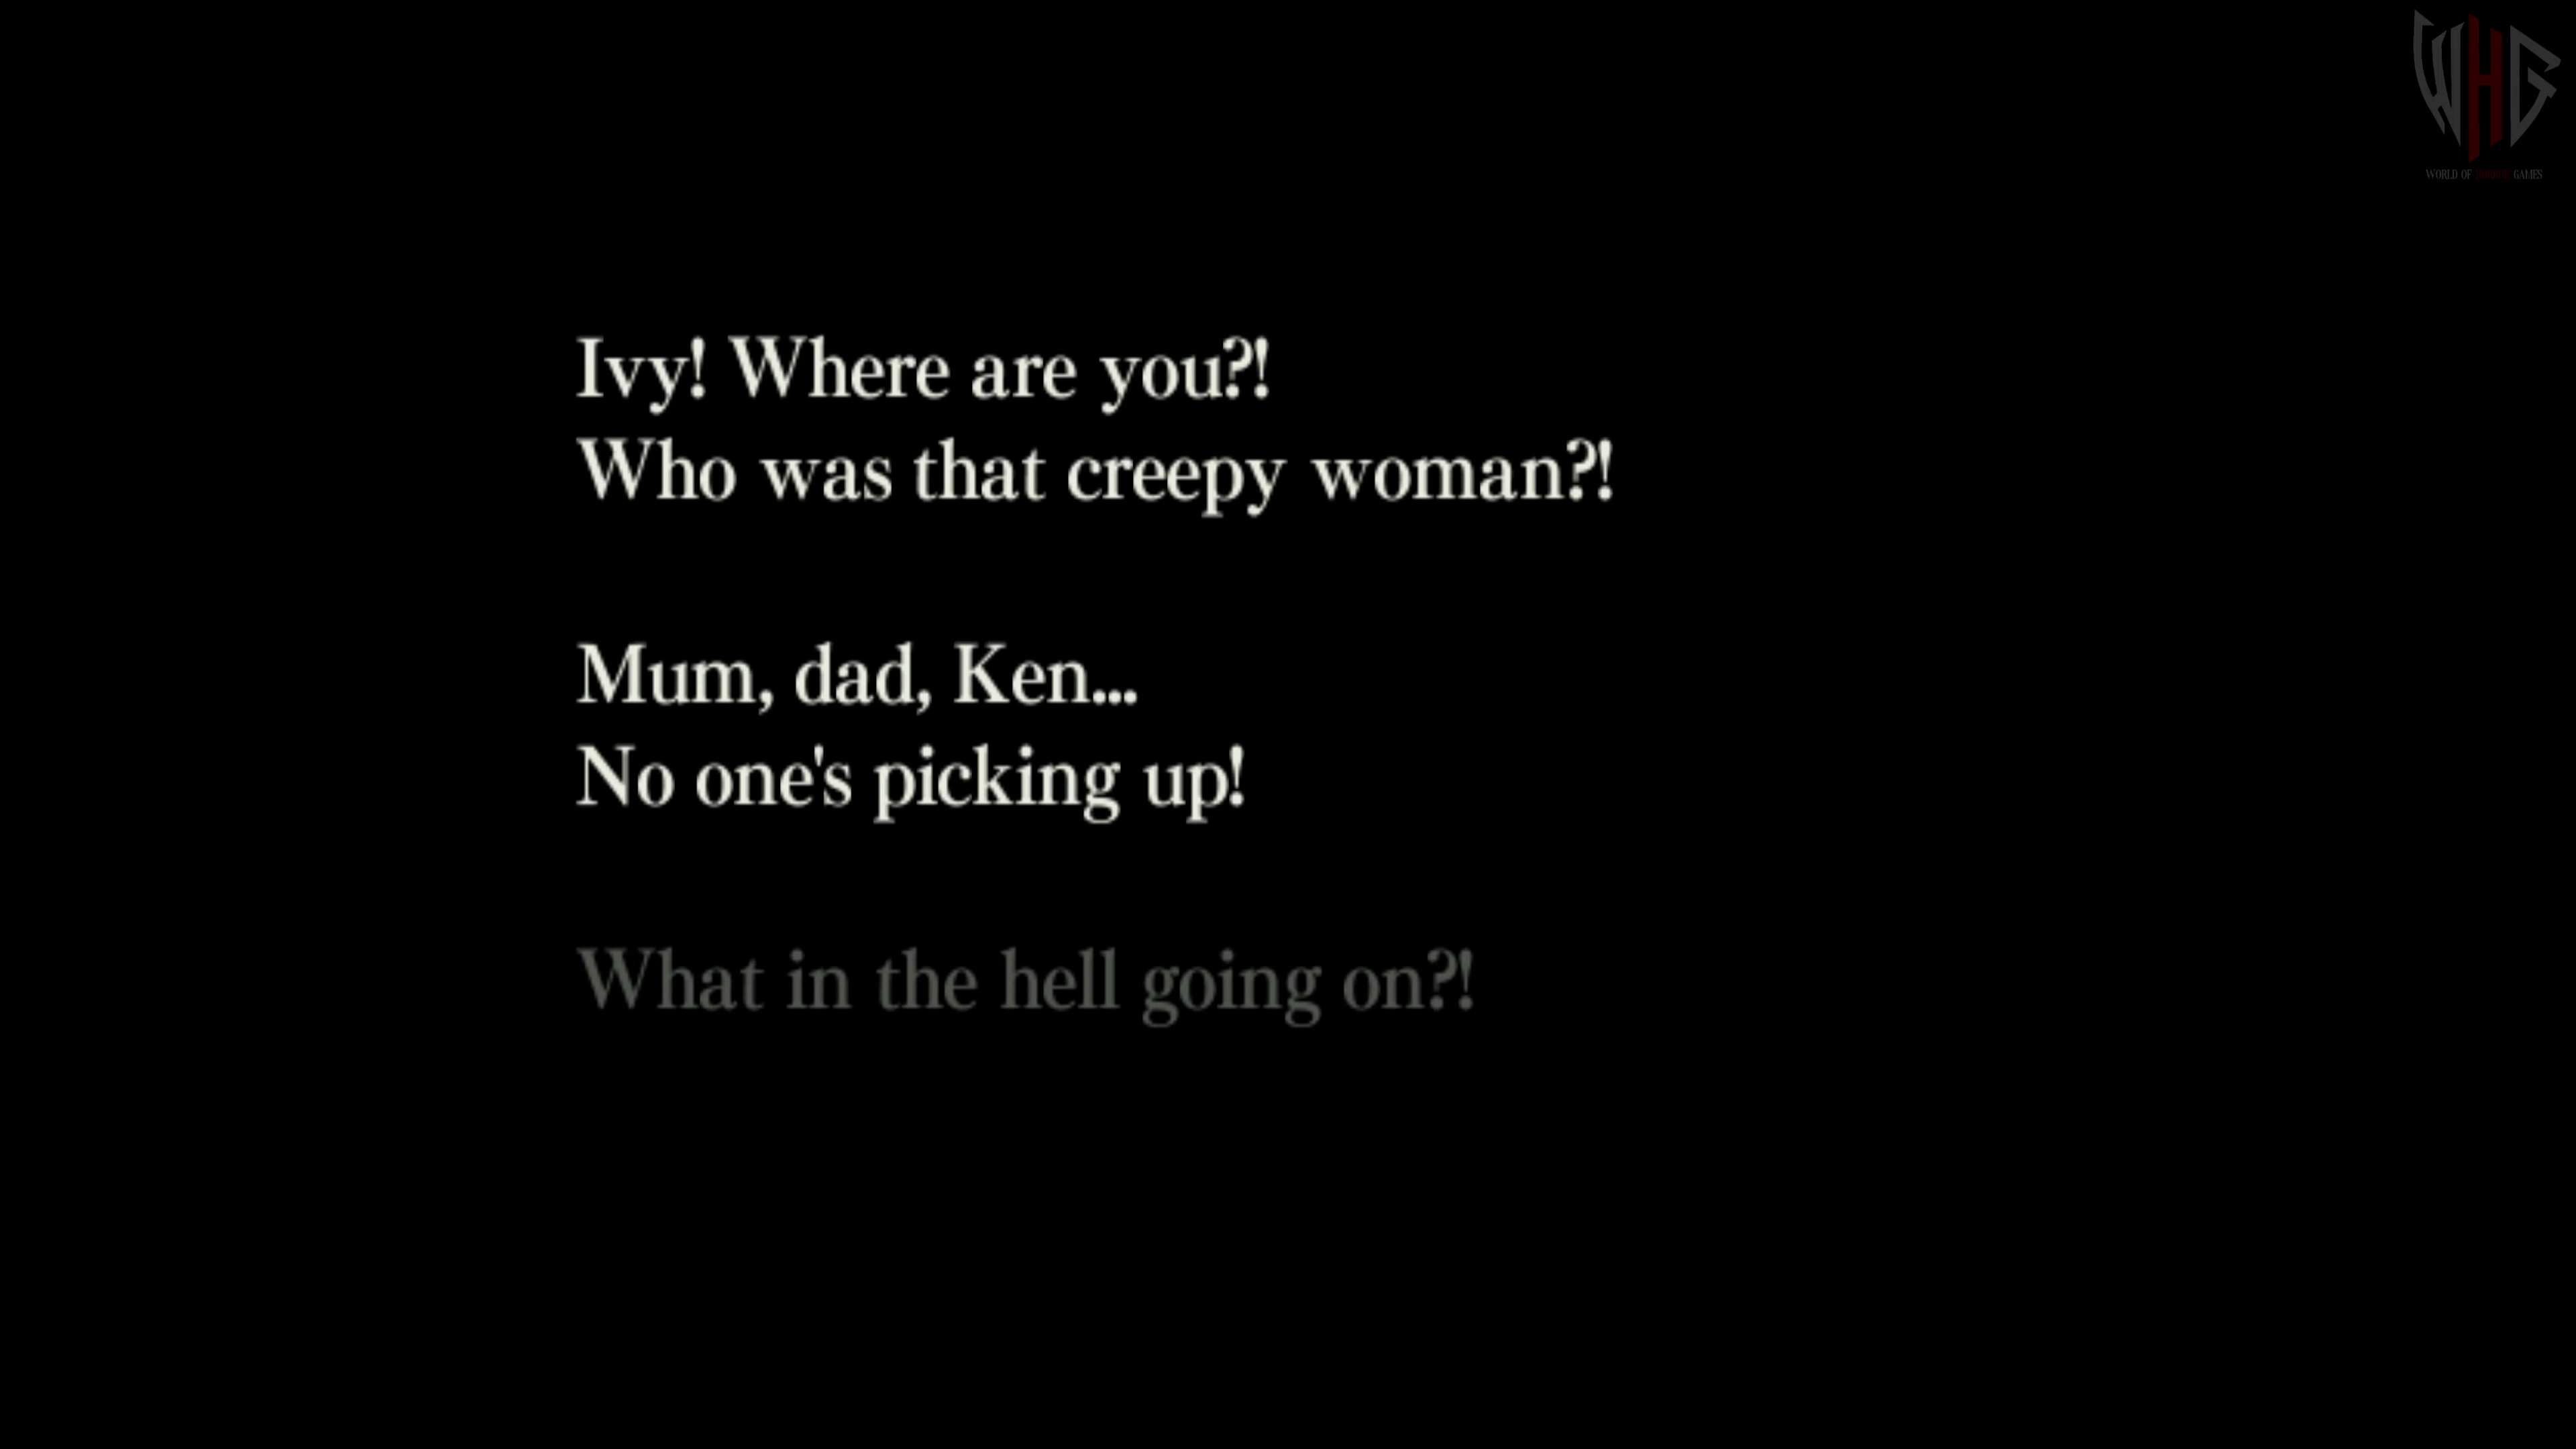 WHG
WORLD OF HORROR GAMES
Ivy! Where are you?!
Who was that creepy woman?!
Mum, dad, Ken...
No one's picking up!
What in the hell going on?!